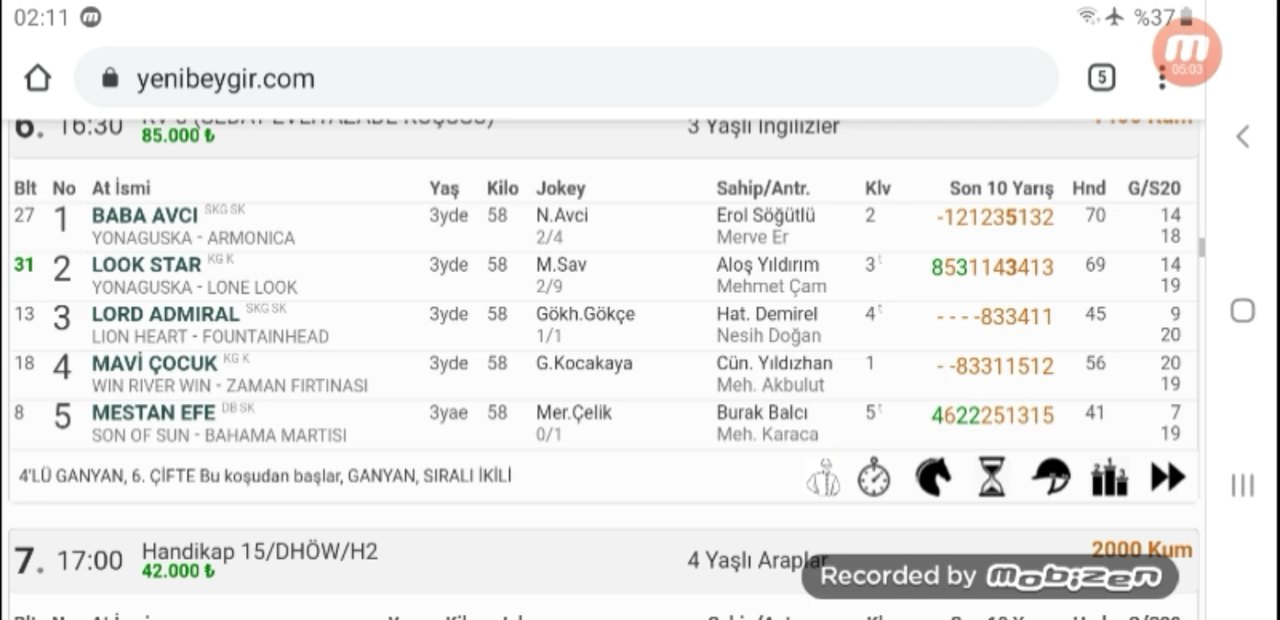 02:11 %37
05:03
yenibeygir.com 5
6. 16:30 3 Yaşlı İngilizler
85.000 ₺
Blt No At İsmi Yaş Kilo Jokey Sahip/Antr. Klv Son 10 Yarış Hnd G/S20
27 1 BABA AVCI SKG SK 3yde 58 N.Avci Erol Söğütlü 2 -121235132 70 14
YONAGUSKA - ARMONICA 2/4 Merve Er 18
31 2 LOOK STAR KG K 3yde 58 M.Sav Aloş Yıldırım 3t 8531143413 69 14
YONAGUSKA - LONE LOOK 2/9 Mehmet Çam 19
13 3 LORD ADMIRAL SKG SK 3yde 58 Gökh.Gökçe Hat. Demirel 4t - - - -833411 45 9
LION HEART - FOUNTAINHEAD 1/1 Nesih Doğan 20
18 4 MAVİ ÇOCUK KG K 3yde 58 G.Kocakaya Cün. Yıldızhan 1 - -83311512 56 20
WIN RIVER WIN - ZAMAN FIRTINASI Meh. Akbulut 19
8 5 MESTAN EFE DB SK 3yae 58 Mer.Çelik Burak Balcı 5t 4622251315 41 7
SON OF SUN - BAHAMA MARTISI 0/1 Meh. Karaca 19
4'LÜ GANYAN, 6. ÇİFTE Bu koşudan başlar, GANYAN, SIRALI İKİLİ
7. 17:00 Handikap 15/DHÖW/H2 4 Yaşlı Araplar 2000 Kum
42.000 ₺
Recorded by mobizen